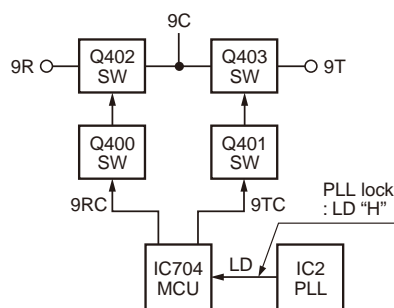 9C
9R
Q402
SW
Q403
SW
9T
Q400
SW
Q401
SW
9RC
9TC
PLL lock
: LD “H”
IC704
MCU
LD
IC2
PLL